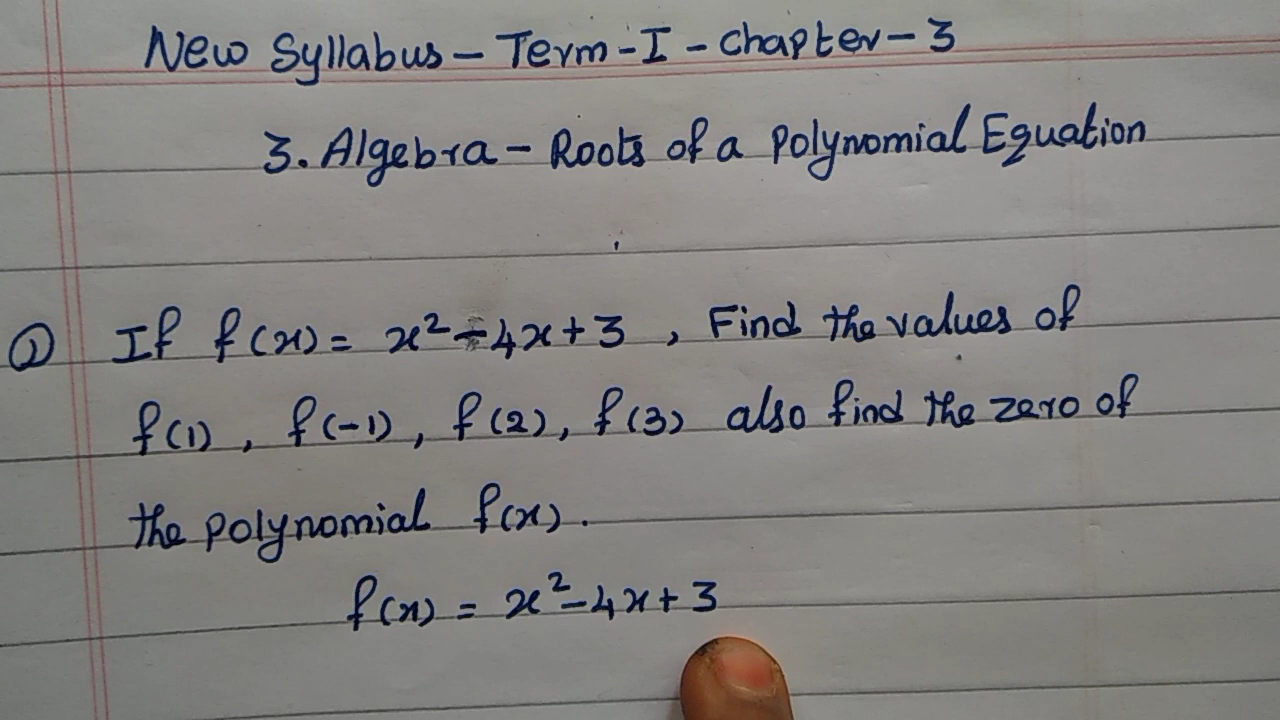 New Syllabus - Term - I - Chapter - 3
3. Algebra - Roots of a Polynomial Equation
① If f(x) = x² - 4x + 3 , Find the values of
f(1) , f(-1) , f(2) , f(3) also find the zero of
the polynomial f(x) .
f(x) = x² - 4x + 3